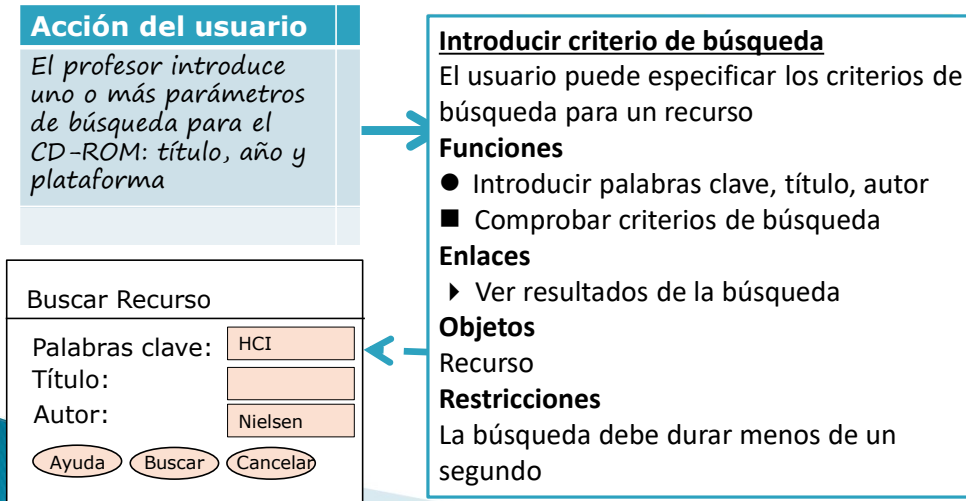 Acción del usuario
El profesor introduce
uno o más parámetros
de búsqueda para el
CD-ROM: título, año y
plataforma
Introducir criterio de búsqueda
El usuario puede especificar los criterios de
búsqueda para un recurso
Funciones
● Introducir palabras clave, título, autor
■ Comprobar criterios de búsqueda
Enlaces
Ver resultados de la búsqueda
Objetos
Recurso
Restricciones
La búsqueda debe durar menos de un
segundo
Buscar Recurso
Palabras clave: HCI
Título:
Autor: Nielsen
Ayuda Buscar Cancelar